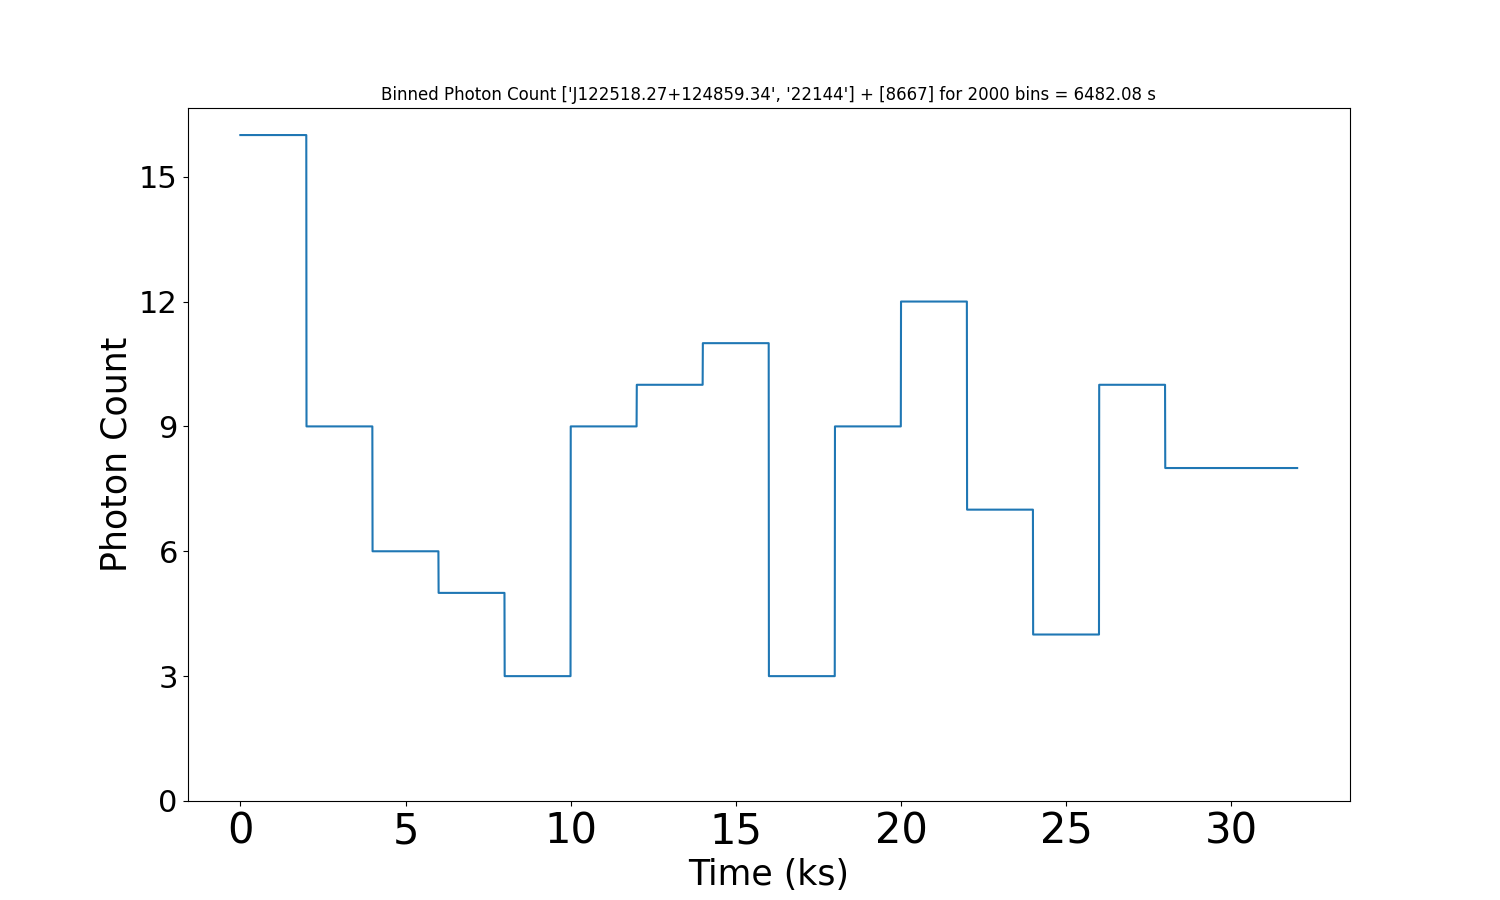 Binned Photon Count ['J122518.27+124859.34', '22144'] + [8667] for 2000 bins = 6482.08 s
15
12
9
6
3
0
Photon Count
0 5 10 15 20 25 30
Time (ks)